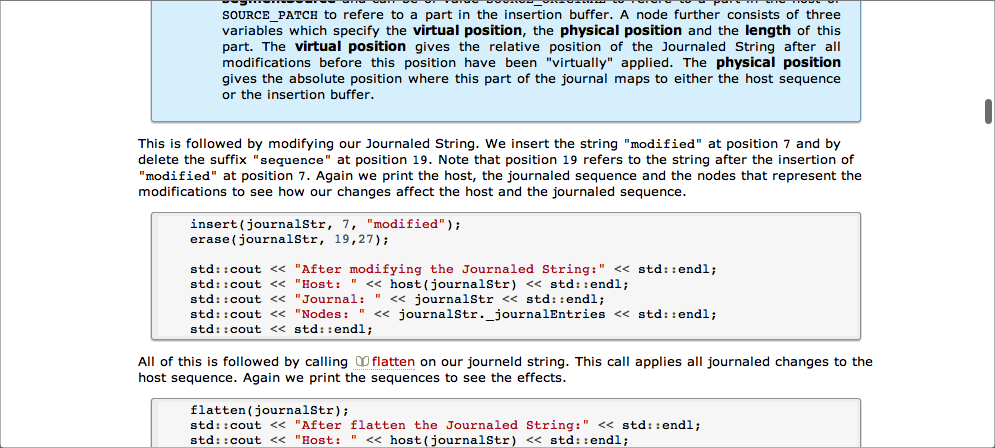 SOURCE_PATCH to refere to a part in the insertion buffer. A node further consists of three
variables which specify the virtual position, the physical position and the length of this
part. The virtual position gives the relative position of the Journaled String after all
modifications before this position have been "virtually" applied. The physical position
gives the absolute position where this part of the journal maps to either the host sequence
or the insertion buffer.
This is followed by modifying our Journaled String. We insert the string "modified" at position 7 and by
delete the suffix "sequence" at position 19. Note that position 19 refers to the string after the insertion of
"modified" at position 7. Again we print the host, the journaled sequence and the nodes that represent the
modifications to see how our changes affect the host and the journaled sequence.
insert(journalStr, 7, "modified");
erase(journalStr, 19,27);
std::cout << "After modifying the Journaled String:" << std::endl;
std::cout << "Host: " << host(journalStr) << std::endl;
std::cout << "Journal: " << journalStr << std::endl;
std::cout << "Nodes: " << journalStr._journalEntries << std::endl;
std::cout << std::endl;
All of this is followed by calling flatten on our journeld string. This call applies all journaled changes to the
host sequence. Again we print the sequences to see the effects.
flatten(journalStr);
std::cout << "After flatten the Journaled String:" << std::endl;
std::cout << "Host: " << host(journalStr) << std::endl;